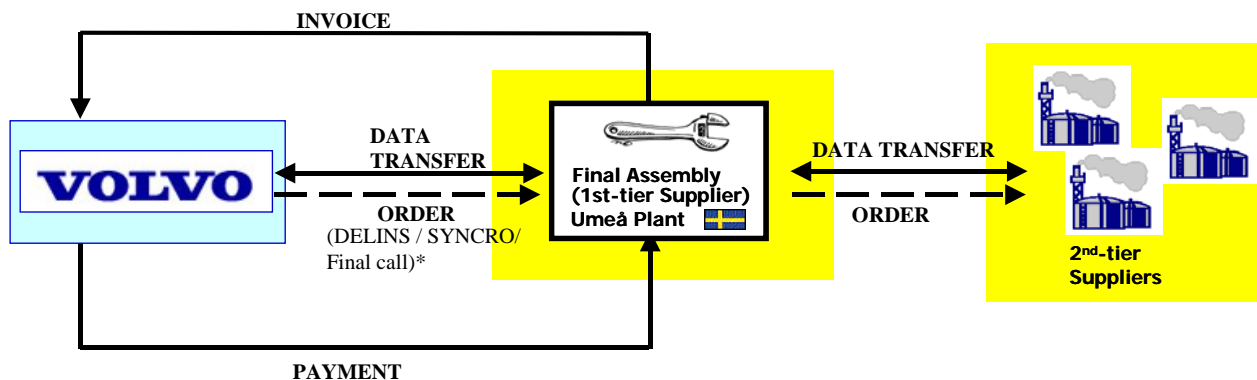 INVOICE
VOLVO
DATA
TRANSFER
ORDER
(DELINS / SYNCRO/
Final call)*
Final Assembly
(1st-tier Supplier)
Umeå Plant
DATA TRANSFER
ORDER
2nd-tier
Suppliers
PAYMENT